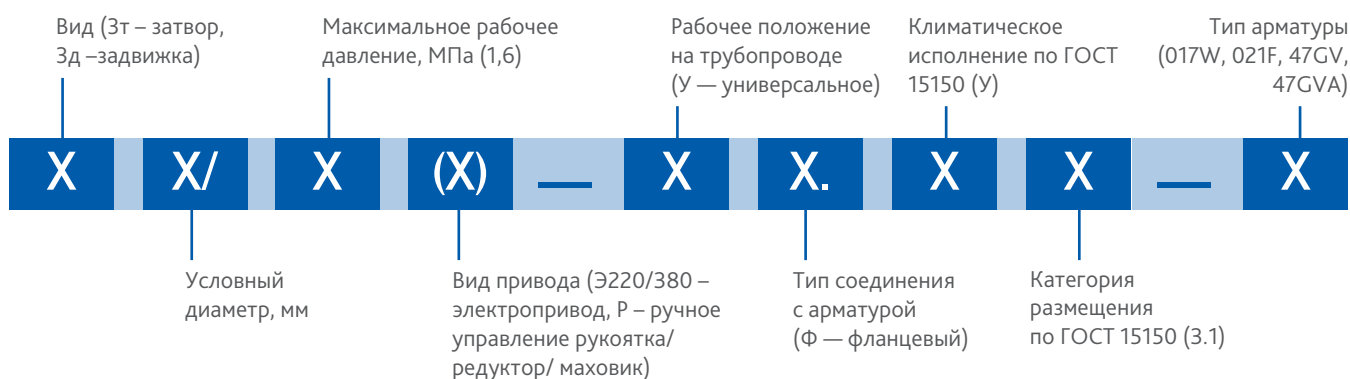 Вид (Зт – затвор,
Зд –задвижка)
Максимальное рабочее
давление, МПа (1,6)
Рабочее положение
на трубопроводе
(У — универсальное)
Климатическое
исполнение по ГОСТ
15150 (У)
Тип арматуры
(017W, 021F, 47GV,
47GVA)
X X/ X (X) — X X. X X — X
Условный
диаметр, мм
Вид привода (Э220/380 –
электропривод, Р – ручное
управление рукоятка/
редуктор/ маховик)
Тип соединения
с арматурой
(Ф — фланцевый)
Категория
размещения
по ГОСТ 15150 (3.1)